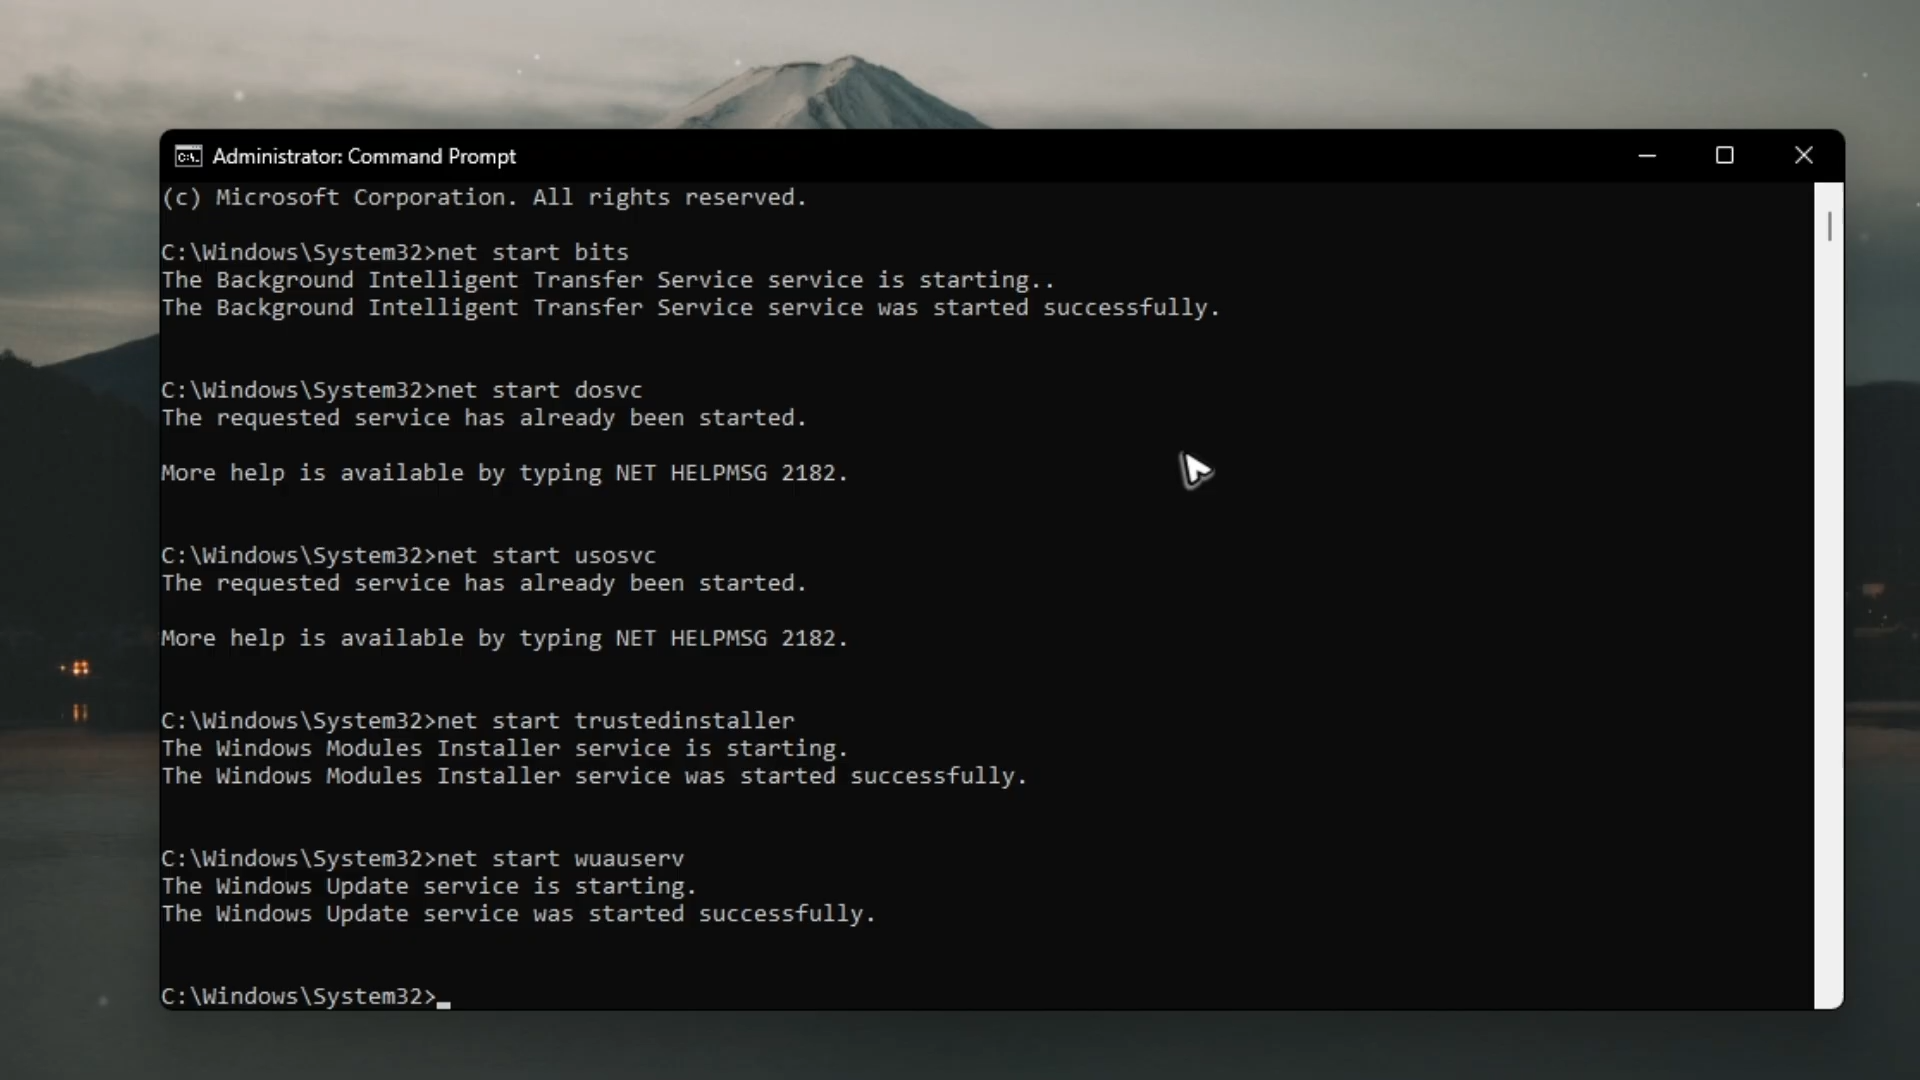 Administrator: Command Prompt
(c) Microsoft Corporation. All rights reserved.
C:\Windows\System32>net start bits
The Background Intelligent Transfer Service service is starting..
The Background Intelligent Transfer Service service was started successfully.
C:\Windows\System32>net start dosvc
The requested service has already been started.
More help is available by typing NET HELPMSG 2182.
C:\Windows\System32>net start usosvc
The requested service has already been started.
More help is available by typing NET HELPMSG 2182.
C:\Windows\System32>net start trustedinstaller
The Windows Modules Installer service is starting.
The Windows Modules Installer service was started successfully.
C:\Windows\System32>net start wuauserv
The Windows Update service is starting.
The Windows Update service was started successfully.
C:\Windows\System32>